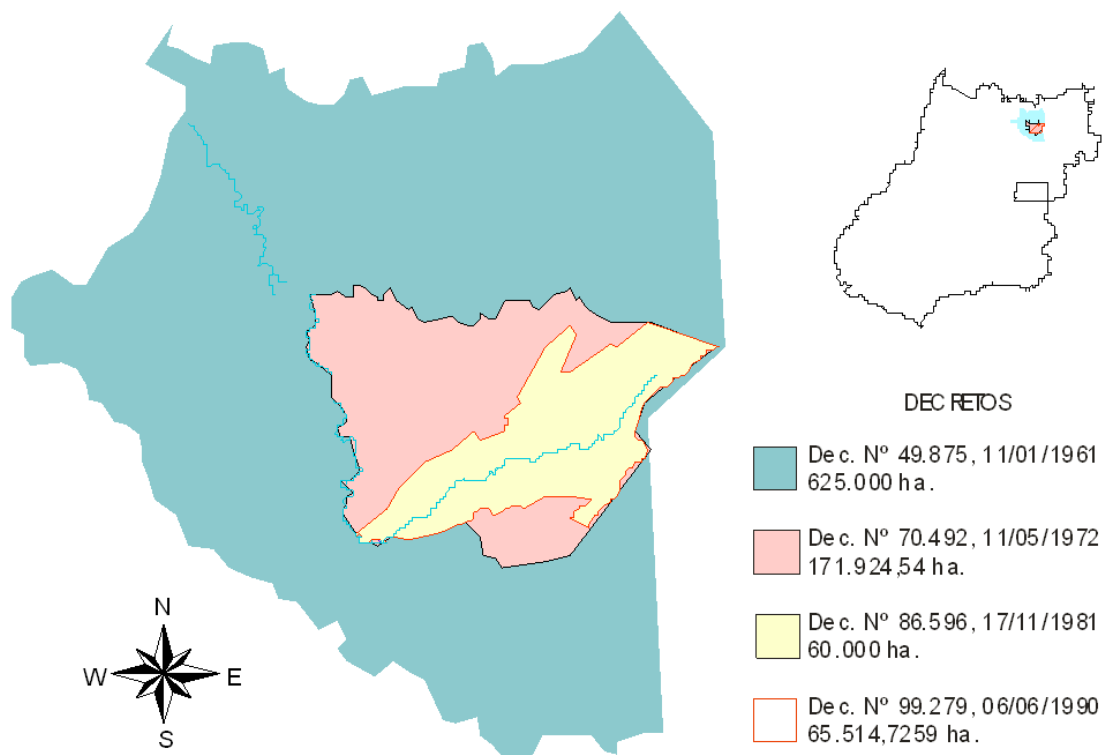 DECRETOS
Dec. Nº 49.875, 11/01/1961
625.000 ha.
Dec. Nº 70.492, 11/05/1972
171.924,54 ha.
Dec. Nº 86.596, 17/11/1981
60.000 ha.
Dec. Nº 99.279, 06/06/1990
65.514,7259 ha.
N
W
E
S